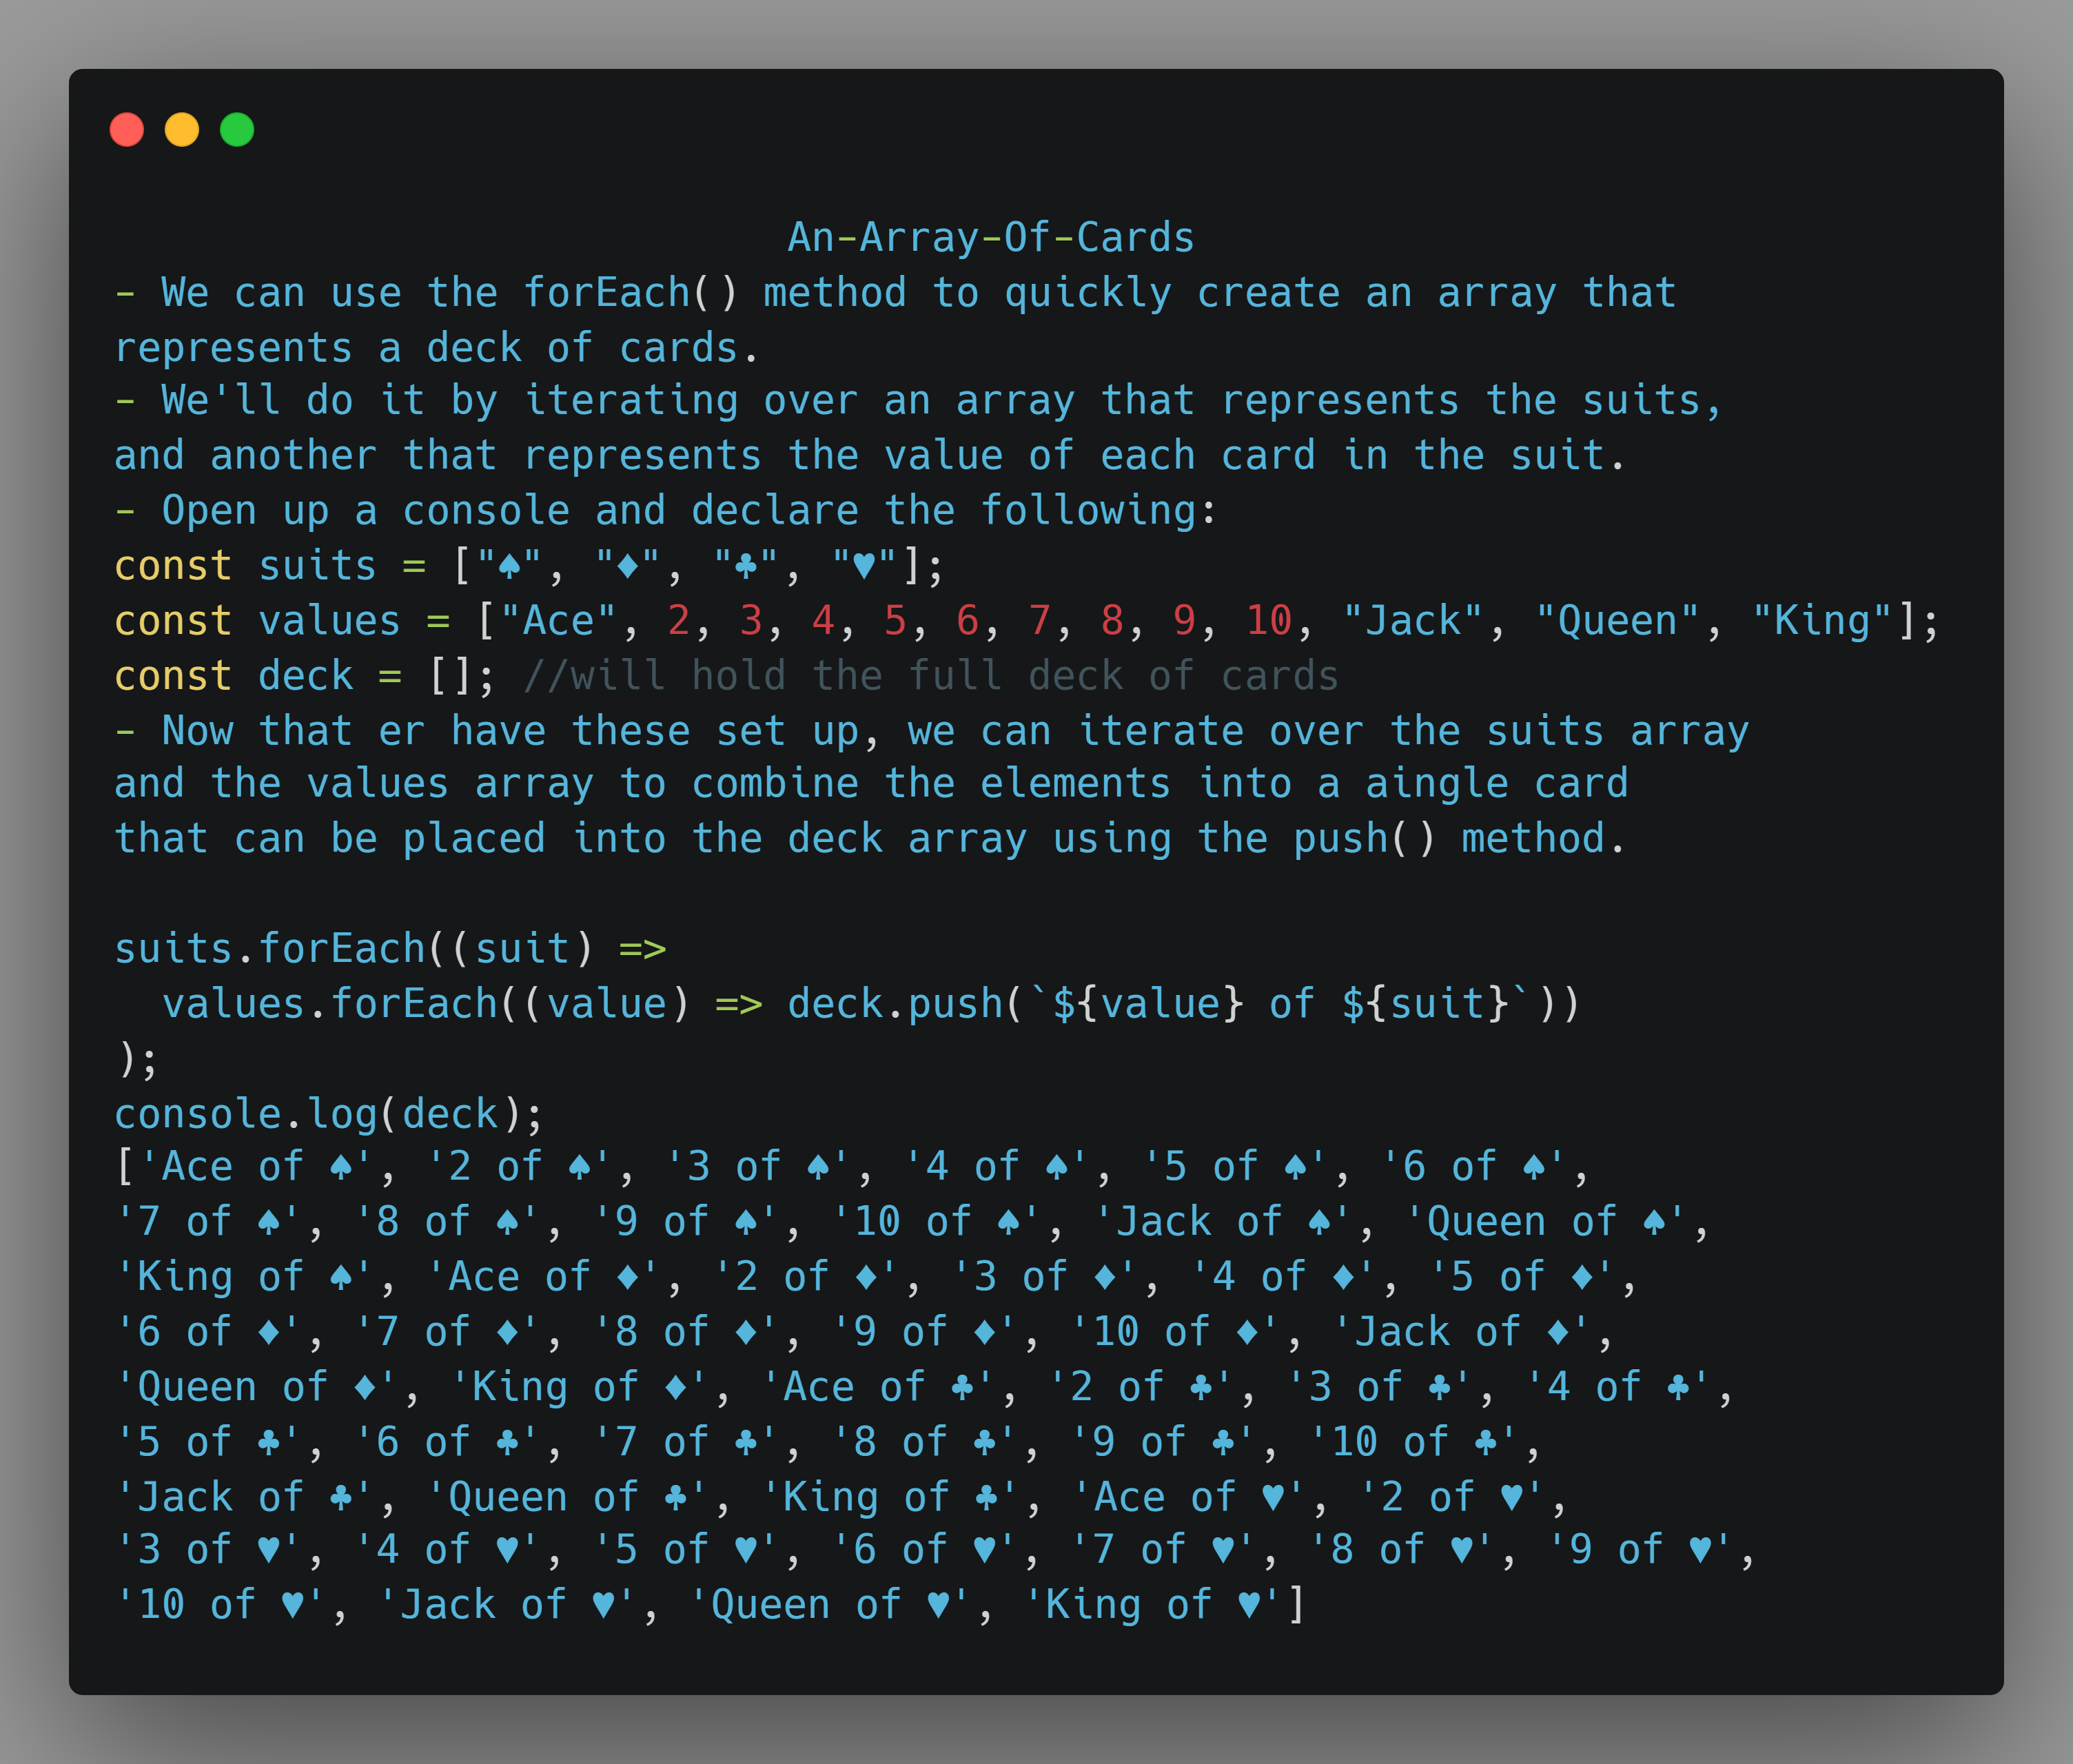 An-Array-Of-Cards
- We can use the forEach() method to quickly create an array that
represents a deck of cards.
- We'll do it by iterating over an array that represents the suits,
and another that represents the value of each card in the suit.
- Open up a console and declare the following:
const suits = ["♠", "♦", "♣", "♥"];
const values = ["Ace", 2, 3, 4, 5, 6, 7, 8, 9, 10, "Jack", "Queen", "King"];
const deck = []; //will hold the full deck of cards
- Now that er have these set up, we can iterate over the suits array
and the values array to combine the elements into a aingle card
that can be placed into the deck array using the push() method.

suits.forEach((suit) =>
  values.forEach((value) => deck.push(`${value} of ${suit}`))
);
console.log(deck);
['Ace of ♠', '2 of ♠', '3 of ♠', '4 of ♠', '5 of ♠', '6 of ♠',
'7 of ♠', '8 of ♠', '9 of ♠', '10 of ♠', 'Jack of ♠', 'Queen of ♠',
'King of ♠', 'Ace of ♦', '2 of ♦', '3 of ♦', '4 of ♦', '5 of ♦',
'6 of ♦', '7 of ♦', '8 of ♦', '9 of ♦', '10 of ♦', 'Jack of ♦',
'Queen of ♦', 'King of ♦', 'Ace of ♣', '2 of ♣', '3 of ♣', '4 of ♣',
'5 of ♣', '6 of ♣', '7 of ♣', '8 of ♣', '9 of ♣', '10 of ♣',
'Jack of ♣', 'Queen of ♣', 'King of ♣', 'Ace of ♥', '2 of ♥',
'3 of ♥', '4 of ♥', '5 of ♥', '6 of ♥', '7 of ♥', '8 of ♥', '9 of ♥',
'10 of ♥', 'Jack of ♥', 'Queen of ♥', 'King of ♥']